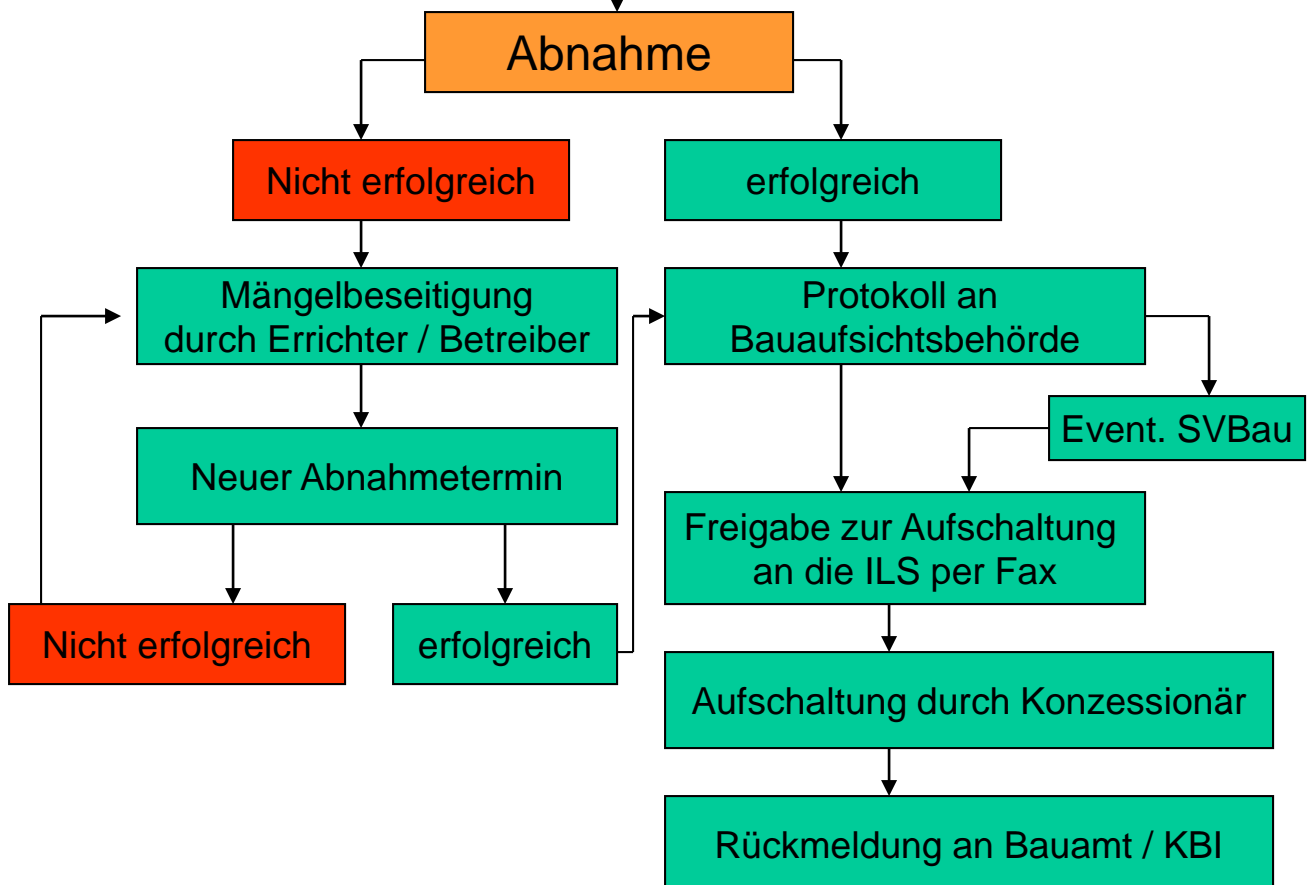 Abnahme
Nicht erfolgreich
erfolgreich
Mängelbeseitigung
durch Errichter / Betreiber
Protokoll an
Bauaufsichtsbehörde
Event. SVBau
Neuer Abnahmetermin
Freigabe zur Aufschaltung
an die ILS per Fax
Nicht erfolgreich
erfolgreich
Aufschaltung durch Konzessionär
Rückmeldung an Bauamt / KBI